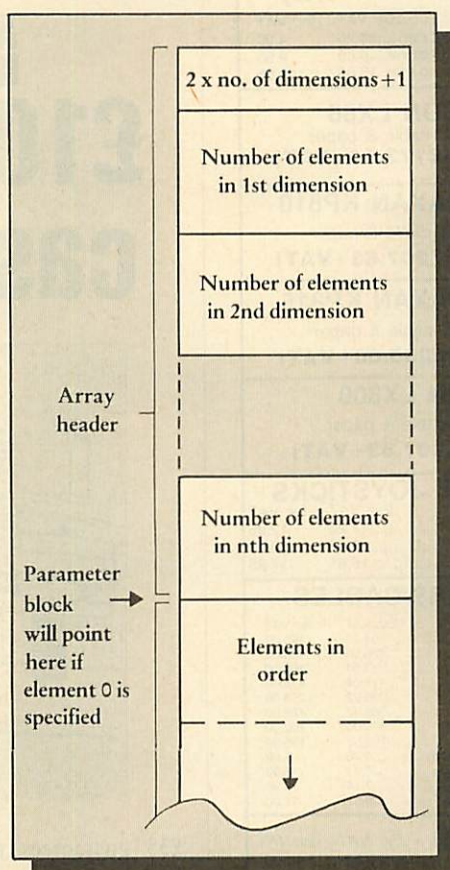 2 x no. of dimensions +1
Number of elements
in 1st dimension
Number of elements
in 2nd dimension
Array
header
Number of elements
in nth dimension
Parameter
block
will point
here if
element 0 is
specified
Elements in
order